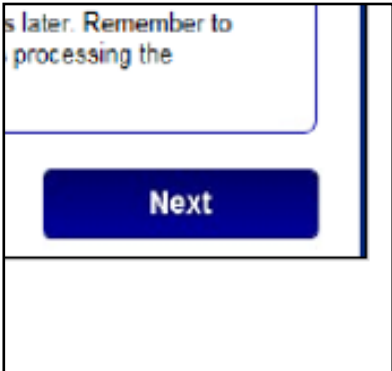 s later. Remember to
processing the
Next